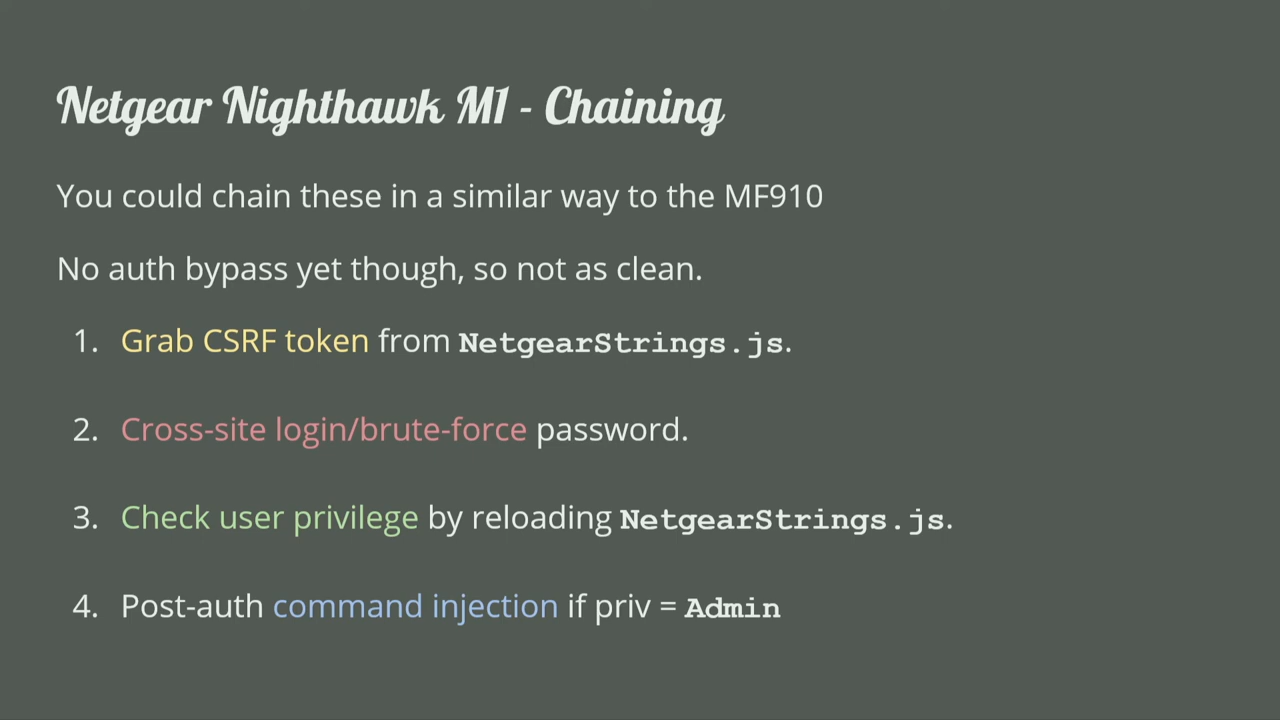 Netgear Nighthawk M1 - Chaining
You could chain these in a similar way to the MF910
No auth bypass yet though, so not as clean.
1. Grab CSRF token from NetgearStrings.js.
2. Cross-site login/brute-force password.
3. Check user privilege by reloading NetgearStrings.js.
4. Post-auth command injection if priv = Admin